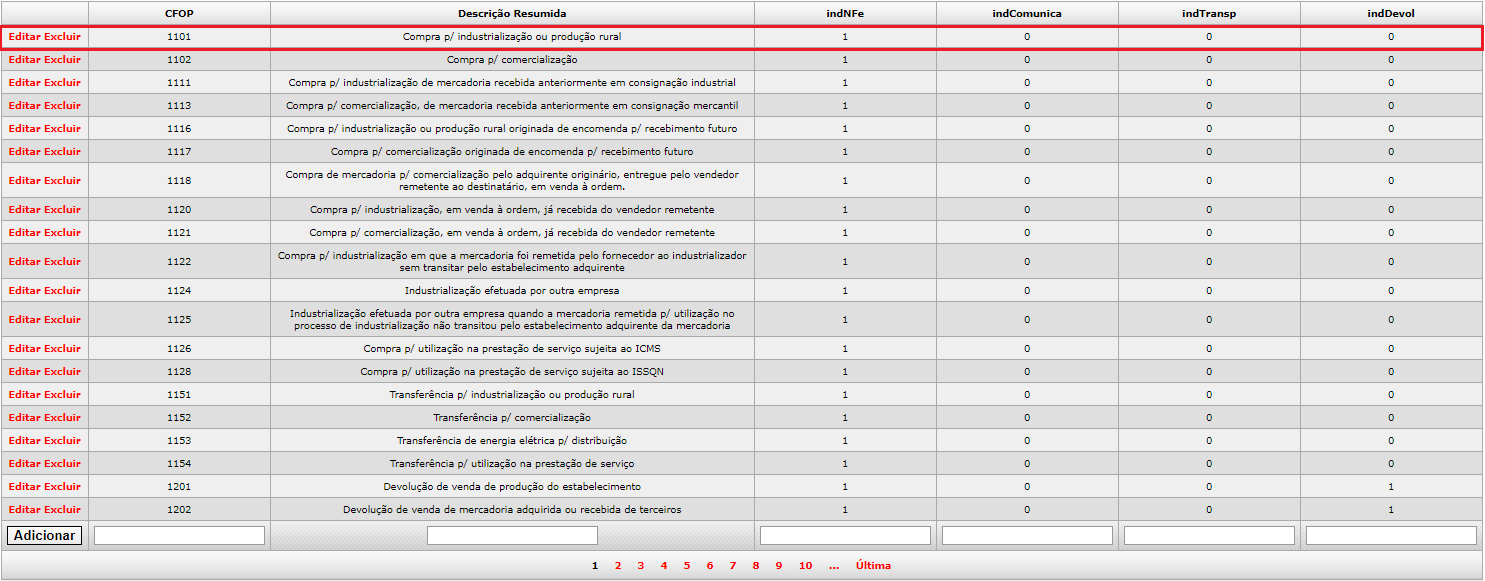 CFOP Descrição Resumida indNFe indComunica indTransp indDevol
Editar Excluir 1101 Compra p/ industrialização ou produção rural 1 0 0 0
Editar Excluir 1102 Compra p/ comercialização 1 0 0 0
Editar Excluir 1111 Compra p/ industrialização de mercadoria recebida anteriormente em consignação industrial 1 0 0 0
Editar Excluir 1113 Compra p/ comercialização, de mercadoria recebida anteriormente em consignação mercantil 1 0 0 0
Editar Excluir 1116 Compra p/ industrialização ou produção rural originada de encomenda p/ recebimento futuro 1 0 0 0
Editar Excluir 1117 Compra p/ comercialização originada de encomenda p/ recebimento futuro 1 0 0 0
Editar Excluir 1118 Compra de mercadoria p/ comercialização pelo adquirente originário, entregue pelo vendedor
remetente ao destinatário, em venda à ordem. 1 0 0 0
Editar Excluir 1120 Compra p/ industrialização, em venda à ordem, já recebida do vendedor remetente 1 0 0 0
Editar Excluir 1121 Compra p/ comercialização, em venda à ordem, já recebida do vendedor remetente 1 0 0 0
Editar Excluir 1122 Compra p/ industrialização em que a mercadoria foi remetida pelo fornecedor ao industrializador
sem transitar pelo estabelecimento adquirente 1 0 0 0
Editar Excluir 1124 Industrialização efetuada por outra empresa 1 0 0 0
Editar Excluir 1125 Industrialização efetuada por outra empresa quando a mercadoria remetida p/ utilização no
processo de industrialização não transitou pelo estabelecimento adquirente da mercadoria 1 0 0 0
Editar Excluir 1126 Compra p/ utilização na prestação de serviço sujeita ao ICMS 1 0 0 0
Editar Excluir 1128 Compra p/ utilização na prestação de serviço sujeita ao ISSQN 1 0 0 0
Editar Excluir 1151 Transferência p/ industrialização ou produção rural 1 0 0 0
Editar Excluir 1152 Transferência p/ comercialização 1 0 0 0
Editar Excluir 1153 Transferência de energia elétrica p/ distribuição 1 0 0 0
Editar Excluir 1154 Transferência p/ utilização na prestação de serviço 1 0 0 0
Editar Excluir 1201 Devolução de venda de produção do estabelecimento 1 0 0 1
Editar Excluir 1202 Devolução de venda de mercadoria adquirida ou recebida de terceiros 1 0 0 1
Adicionar
1 2 3 4 5 6 7 8 9 10 ... Última